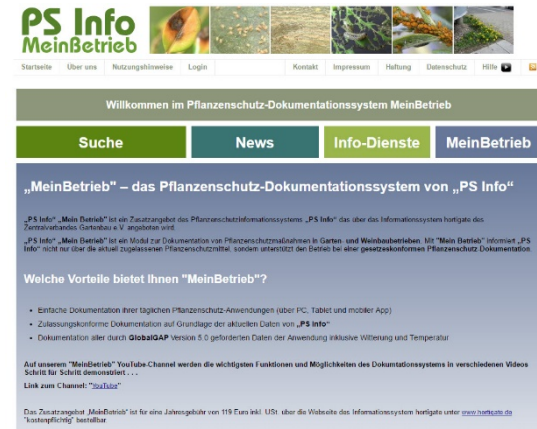 PS Info
MeinBetrieb
Startseite Über uns Nutzungshinweise Login Kontakt Impressum Haftung Datenschutz Hilfe
Willkommen im Pflanzenschutz-Dokumentationssystem MeinBetrieb
Suche News Info-Dienste MeinBetrieb
„MeinBetrieb" – das Pflanzenschutz-Dokumentationssystem von „PS Info"
„PS Info" „Mein Betrieb" ist ein Zusatzangebot des Pflanzenschutzinformationssystems „PS Info" das über das Informationssystem hortigate des
Zentralverbandes Gartenbau e.V. angeboten wird.
„PS Info" „Mein Betrieb" ist ein Modul zur Dokumentation von Pflanzenschutzmaßnahmen in Garten- und Weinbaubetrieben. Mit "Mein Betrieb" informiert „PS
Info" nicht nur über die aktuell zugelassenen Pflanzenschutzmittel, sondern unterstützt den Betrieb bei einer gesetzeskonformen Pflanzenschutz-Dokumentation.
Welche Vorteile bietet Ihnen "MeinBetrieb"?
• Einfache Dokumentation ihrer täglichen Pflanzenschutz-Anwendungen (über PC, Tablet und mobiler App)
• Zulassungskonforme Dokumentation auf Grundlage der aktuellen Daten von „PS Info"
• Dokumentation aller durch GlobalGAP Version 5.0 geforderten Daten der Anwendung inklusive Witterung und Temperatur
Auf unserem "MeinBetrieb" YouTube-Channel werden die wichtigsten Funktionen und Möglichkeiten des Dokumtationssystems in verschiedenen Videos
Schritt für Schritt demonstriert . . .
Link zum Channel: "YouTube"
Das Zusatzangebot „MeinBetrieb" ist für eine Jahresgebühr von 119 Euro inkl. USt. über die Webseite des Informationssystem hortigate unter www.hortigate.de
"kostenpflichtig" bestellbar.